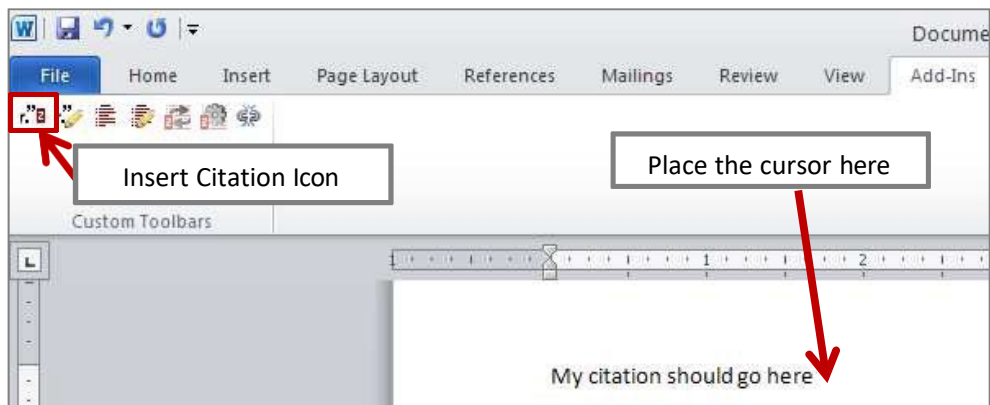 W Docume
File Home Insert Page Layout References Mailings Review View Add-Ins
r.” z
Insert Citation Icon
Place the cursor here
Custom Toolbars
L
1 1 2
My citation should go here